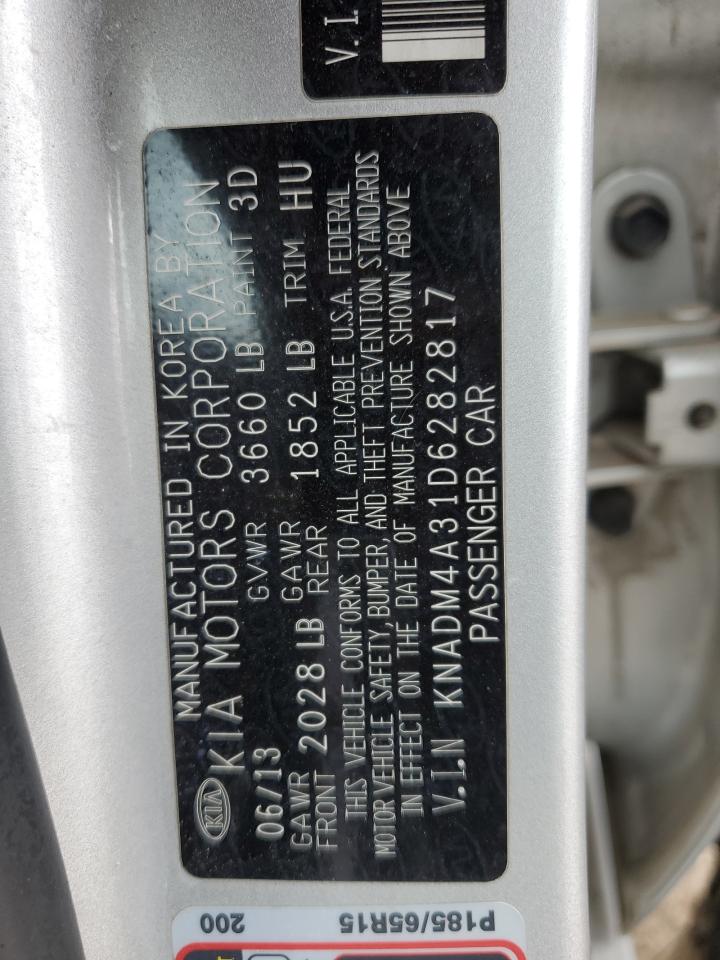 V.I.
MANUFACTURED IN KOREA BY
KIA KIA MOTORS CORPORATION
06/13 GVWR 3660 LB PAINT 3D
GAWR FRONT 2028 LB GAWR REAR 1852 LB TRIM HU
THIS VEHICLE CONFORMS TO ALL APPLICABLE U.S.A. FEDERAL
MOTOR VEHICLE SAFETY, BUMPER, AND THEFT PREVENTION STANDARDS
IN EFFECT ON THE DATE OF MANUFACTURE SHOWN ABOVE
V.I.N KNADM4A31D6282817
PASSENGER CAR
P185/65R15
200